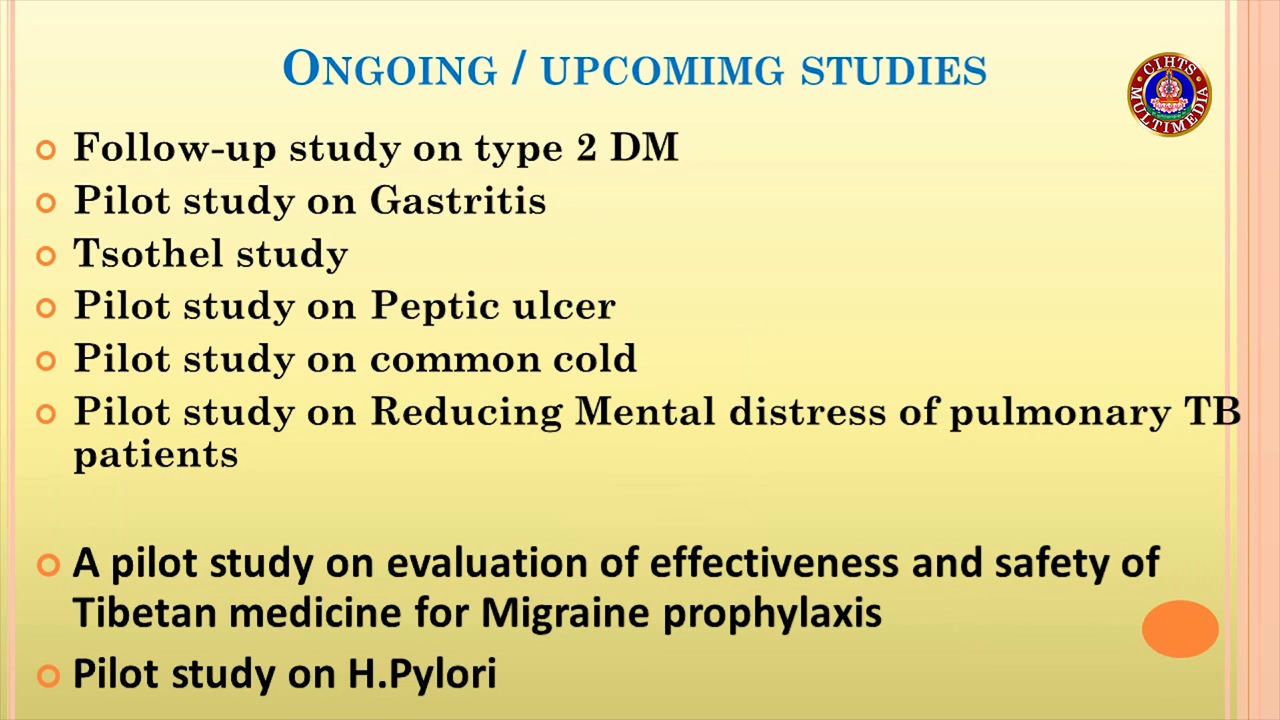 ONGOING / UPCOMIMG STUDIES
CIHTS
MULTIMEDIA
Follow-up study on type 2 DM
Pilot study on Gastritis
Tsothel study
Pilot study on Peptic ulcer
Pilot study on common cold
Pilot study on Reducing Mental distress of pulmonary TB
patients
A pilot study on evaluation of effectiveness and safety of
Tibetan medicine for Migraine prophylaxis
Pilot study on H.Pylori